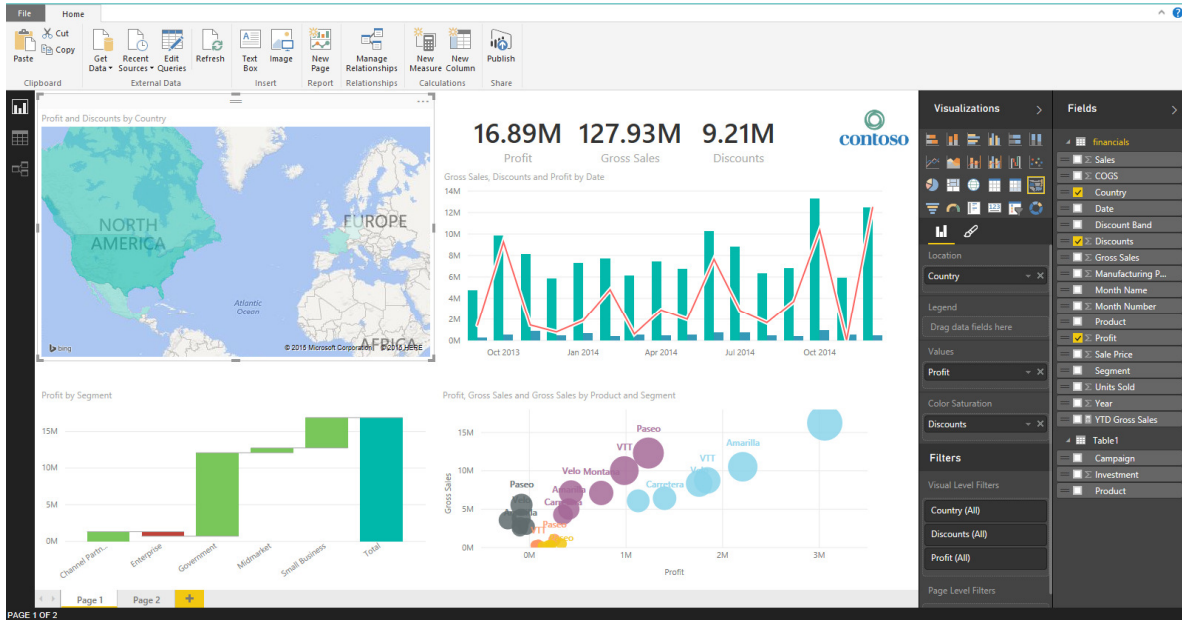 File Home
Paste
Cut
Copy
Get Data
Recent Sources
Edit Queries
Refresh
Text Box
Image
New Page
Manage Relationships
New Measure
New Column
Publish
Clipboard External Data Insert Report Relationships Calculations Share
Profit and Discounts by Country
NORTH AMERICA
EUROPE
Atlantic Ocean
AFRICA
bing
© 2015 Microsoft Corporation © 2015 HERE
16.89M 127.93M 9.21M
Profit Gross Sales Discounts
contoso
Gross Sales, Discounts and Profit by Date
14M
12M
10M
8M
6M
4M
2M
0M
Oct 2013 Jan 2014 Apr 2014 Jul 2014 Oct 2014
Profit by Segment
15M
10M
5M
0M
Channel Partn...
Enterprise
Government
Midmarket
Small Business
Total
Profit, Gross Sales and Gross Sales by Product and Segment
Gross Sales
15M
10M
5M
0M
Paseo
VTT
Amarilla
VTT
Velo Montana
Carretera
Paseo
Paseo
VTT
0M 1M 2M 3M
Profit
Page 1 Page 2 +
PAGE 1 OF 2
Visualizations
Location
Country
Legend
Drag data fields here
Values
Profit
Color Saturation
Discounts
Filters
Visual Level Filters
Country (All)
Discounts (All)
Profit (All)
Page Level Filters
Fields
financials
Sales
COGS
Country
Date
Discount Band
Discounts
Gross Sales
Manufacturing P...
Month Name
Month Number
Product
Profit
Sale Price
Segment
Units Sold
Year
YTD Gross Sales
Table1
Campaign
Investment
Product